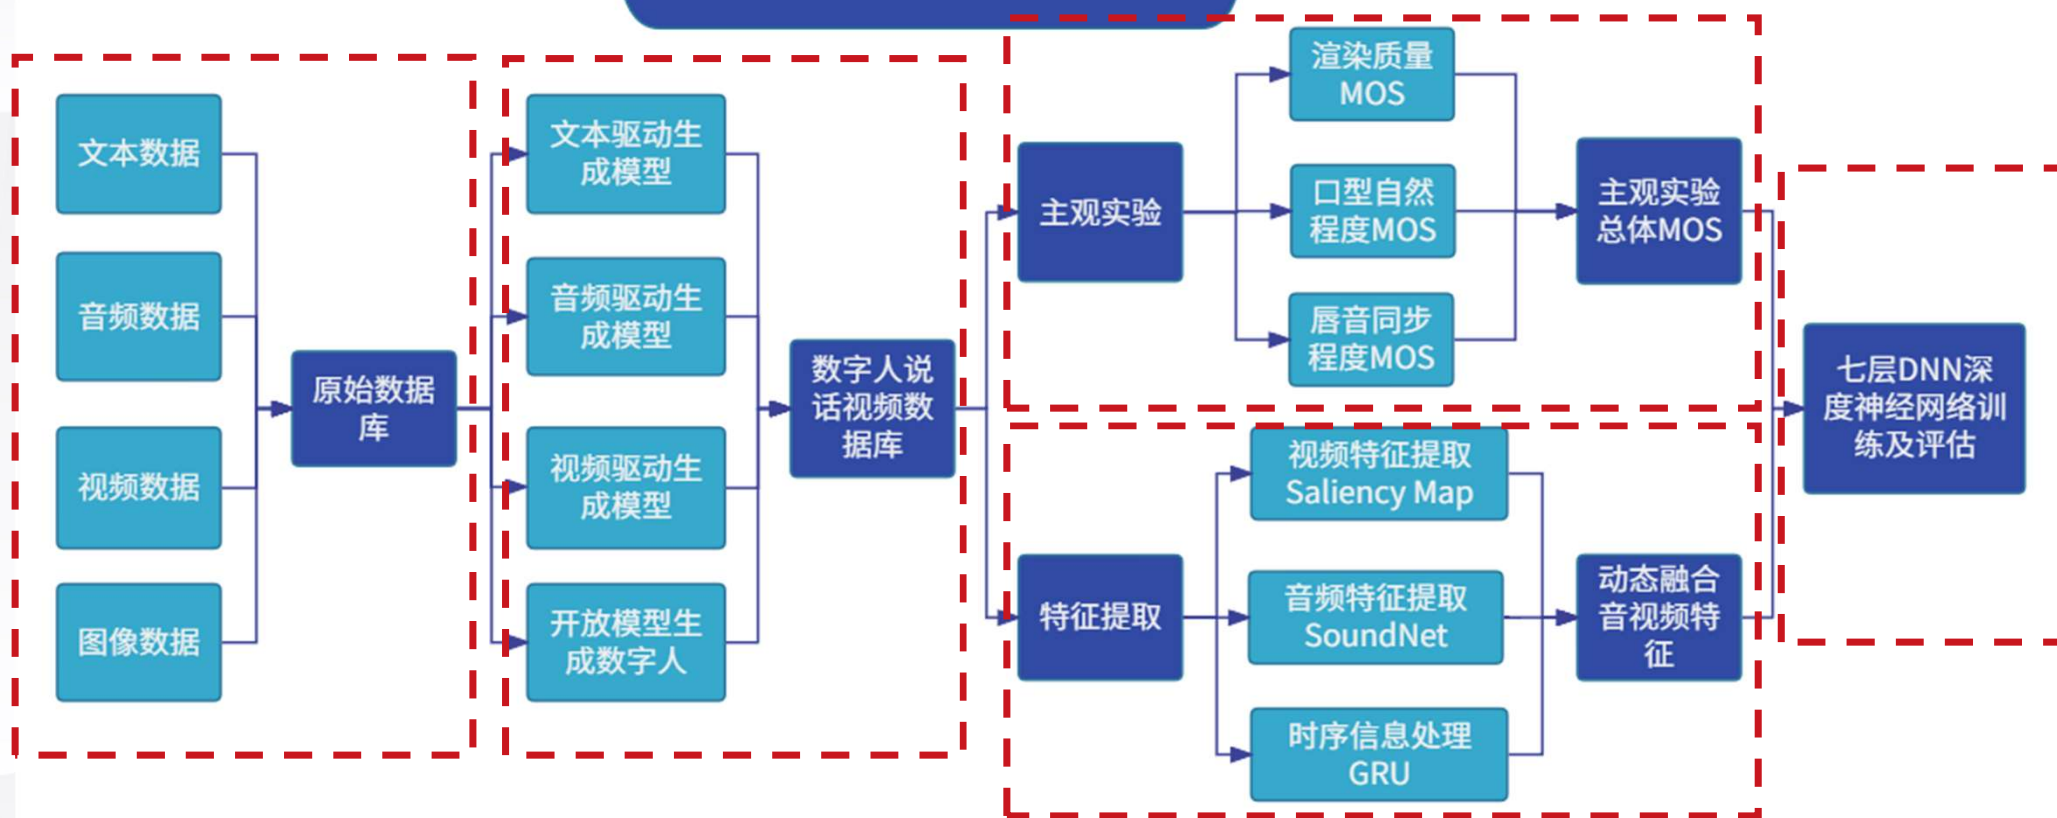 文本数据
音频数据
视频数据
图像数据
原始数据
库
文本驱动生
成模型
音频驱动生
成模型
视频驱动生
成模型
开放模型生
成数字人
数字人说
话视频数
据库
主观实验
渲染质量
MOS
口型自然
程度MOS
唇音同步
程度MOS
主观实验
总体MOS
特征提取
视频特征提取
Saliency Map
音频特征提取
SoundNet
时序信息处理
GRU
动态融合
音视频特
征
七层DNN深
度神经网络训
练及评估